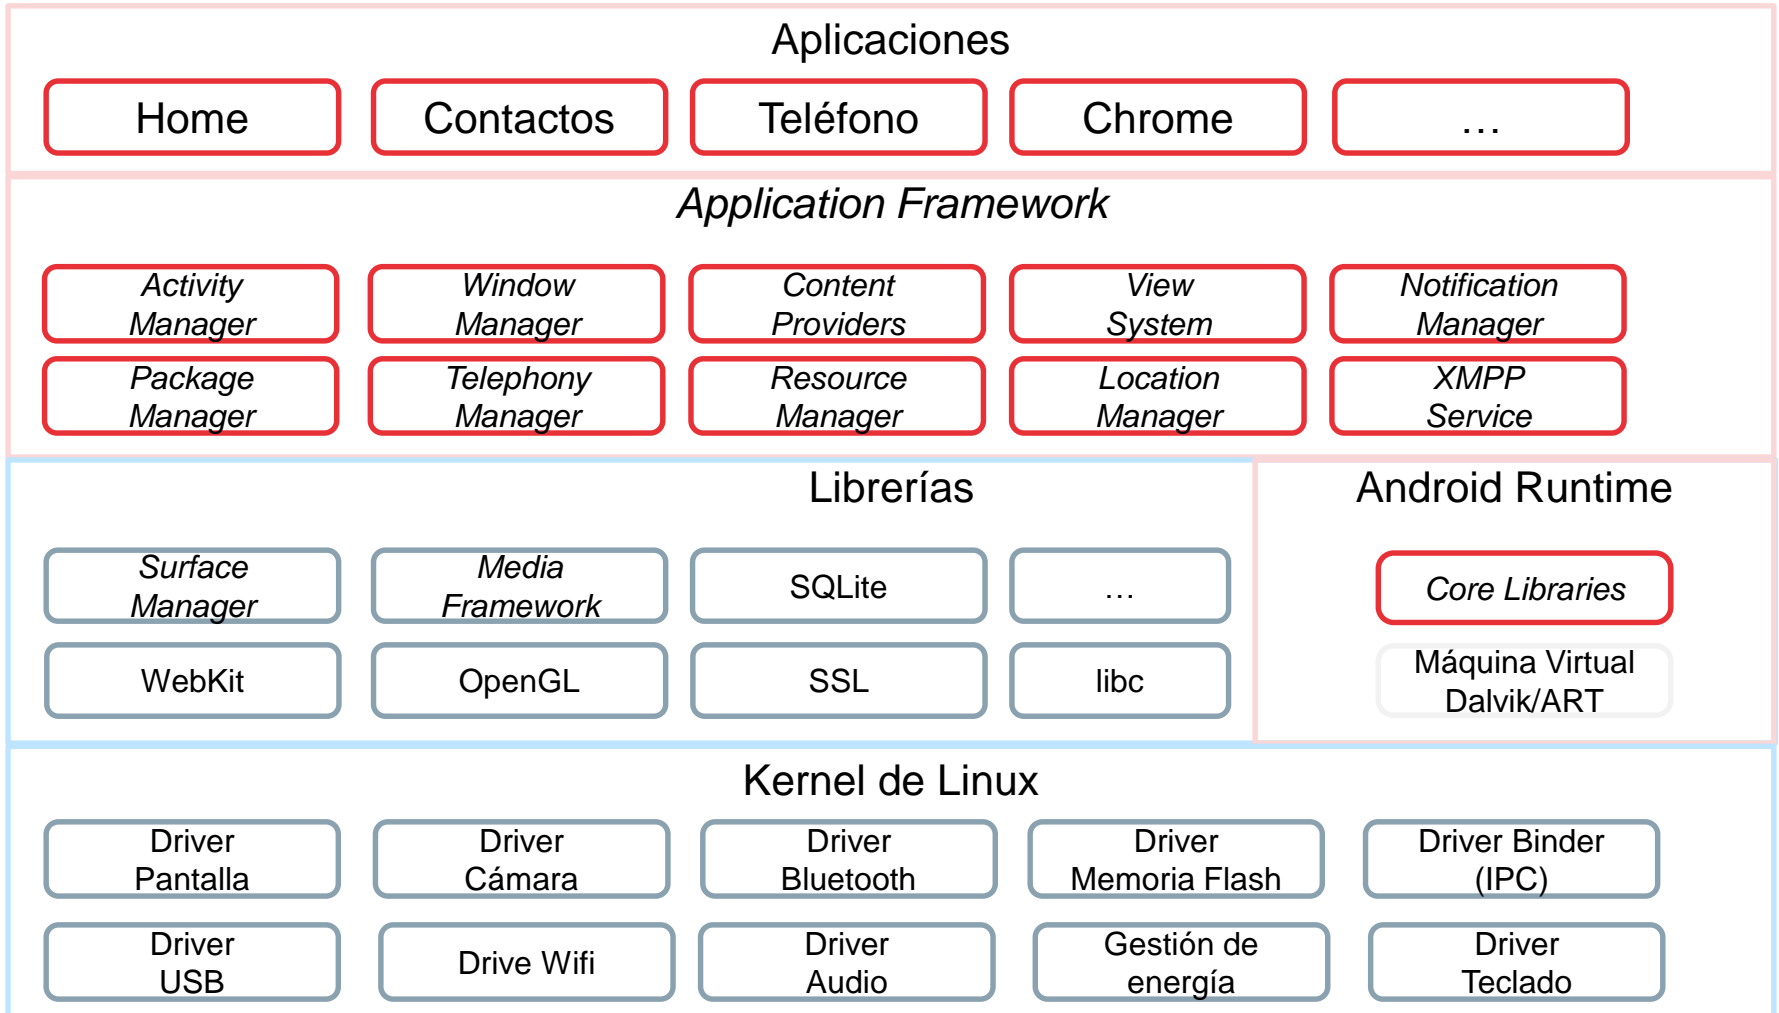 Aplicaciones
Home
Contactos
Teléfono
Chrome
…
Application Framework
Activity
Manager
Window
Manager
Content
Providers
View
System
Notification
Manager
Package
Manager
Telephony
Manager
Resource
Manager
Location
Manager
XMPP
Service
Librerías
Surface
Manager
Media
Framework
SQLite
…
WebKit
OpenGL
SSL
libc
Android Runtime
Core Libraries
Máquina Virtual
Dalvik/ART
Kernel de Linux
Driver
Pantalla
Driver
Cámara
Driver
Bluetooth
Driver
Memoria Flash
Driver Binder
(IPC)
Driver
USB
Drive Wifi
Driver
Audio
Gestión de
energía
Driver
Teclado